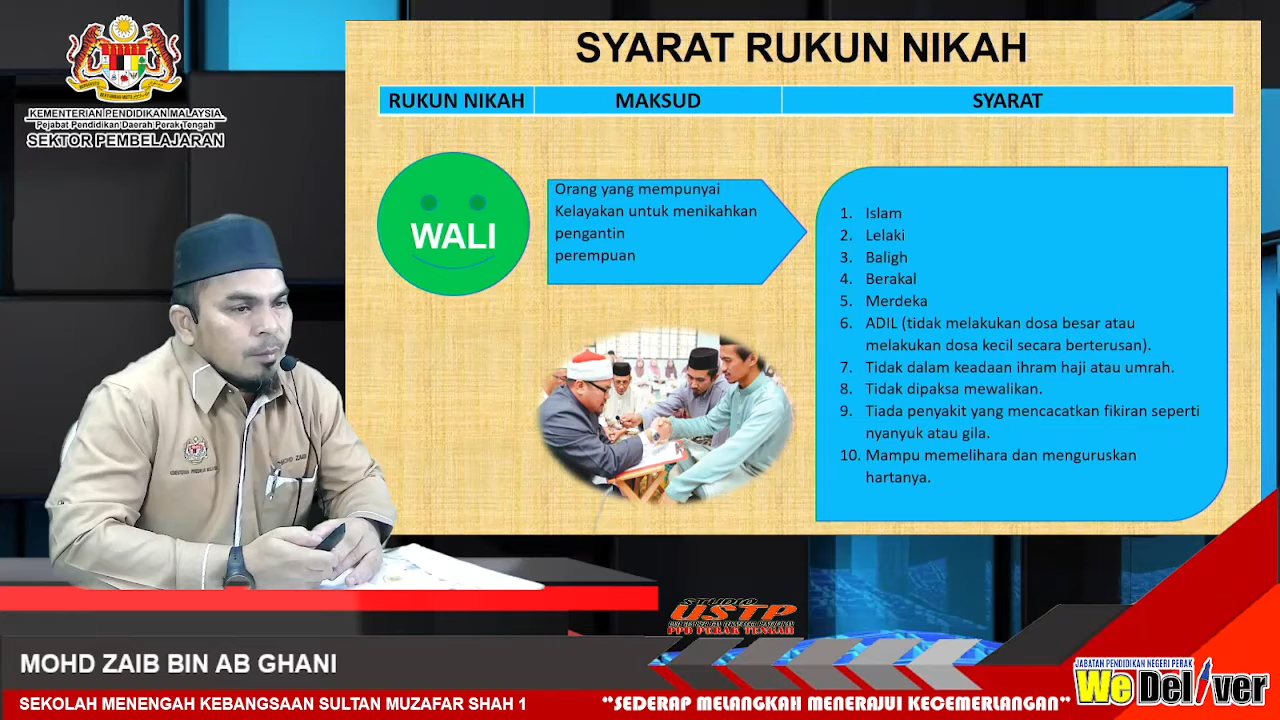 KEMENTERIAN PENDIDIKAN MALAYSIA
Pejabat Pendidikan Daerah Perak Tengah
SEKTOR PEMBELAJARAN
SYARAT RUKUN NIKAH
RUKUN NIKAH MAKSUD SYARAT
WALI
Orang yang mempunyai
Kelayakan untuk menikahkan
pengantin
perempuan
1. Islam
2. Lelaki
3. Baligh
4. Berakal
5. Merdeka
6. ADIL (tidak melakukan dosa besar atau
melakukan dosa kecil secara berterusan).
7. Tidak dalam keadaan ihram haji atau umrah.
8. Tidak dipaksa mewalikan.
9. Tiada penyakit yang mencacatkan fikiran seperti
nyanyuk atau gila.
10. Mampu memelihara dan menguruskan
hartanya.
MOHD ZAIB
STUDIO
USTP
PPD PERAK TENGAH
MOHD ZAIB BIN AB GHANI
SEKOLAH MENENGAH KEBANGSAAN SULTAN MUZAFAR SHAH 1
"SEDERAP MELANGKAH MENERAJUI KECEMERLANGAN"
JABATAN PENDIDIKAN NEGERI PERAK
We Deliver